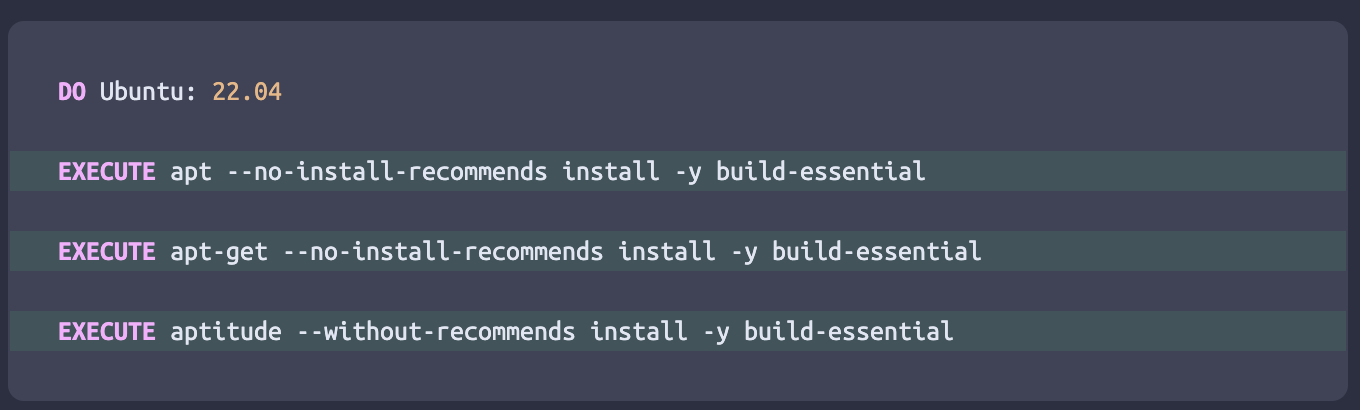 DO Ubuntu: 22.04
EXECUTE apt --no-install-recommends install -y build-essential
EXECUTE apt-get --no-install-recommends install -y build-essential
EXECUTE aptitude --without-recommends install -y build-essential